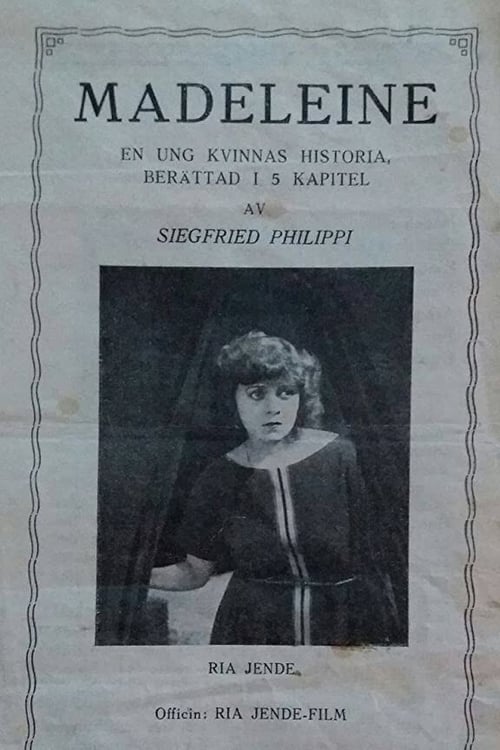 MADELEINE
EN UNG KVINNAS HISTORIA,
BERÄTTAD I 5 KAPITEL
AV
SIEGFRIED PHILIPPI
RIA JENDE
Officin: RIA JENDE-FILM